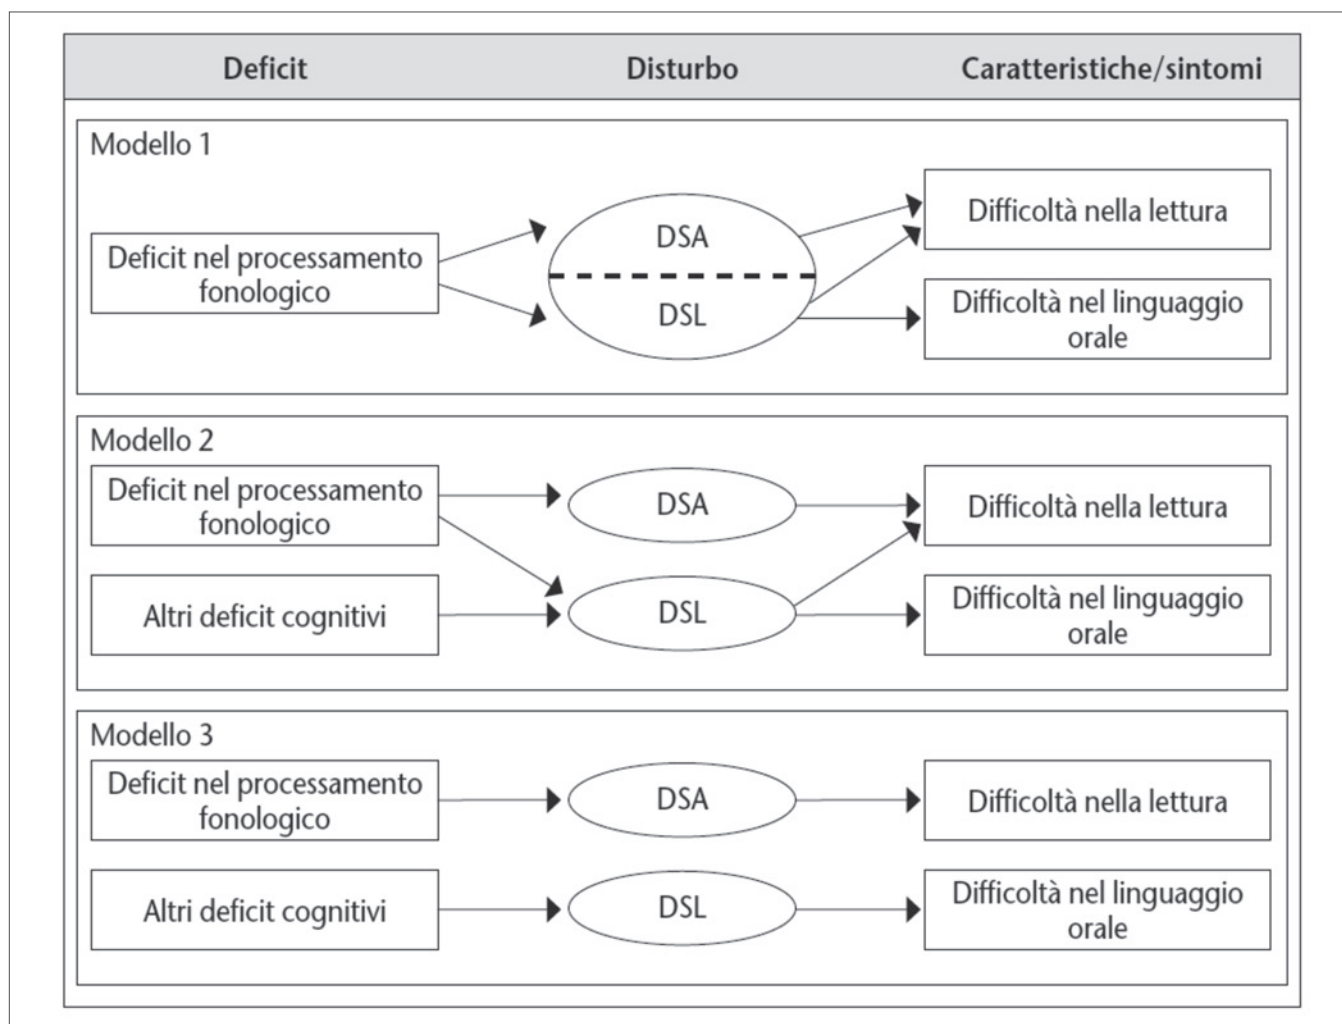 Deficit Disturbo Caratteristiche/sintomi
Modello 1
Deficit nel processamento
fonologico
DSA
DSL
Difficoltà nella lettura
Difficoltà nel linguaggio
orale
Modello 2
Deficit nel processamento
fonologico
Altri deficit cognitivi
DSA
DSL
Difficoltà nella lettura
Difficoltà nel linguaggio
orale
Modello 3
Deficit nel processamento
fonologico
Altri deficit cognitivi
DSA
DSL
Difficoltà nella lettura
Difficoltà nel linguaggio
orale